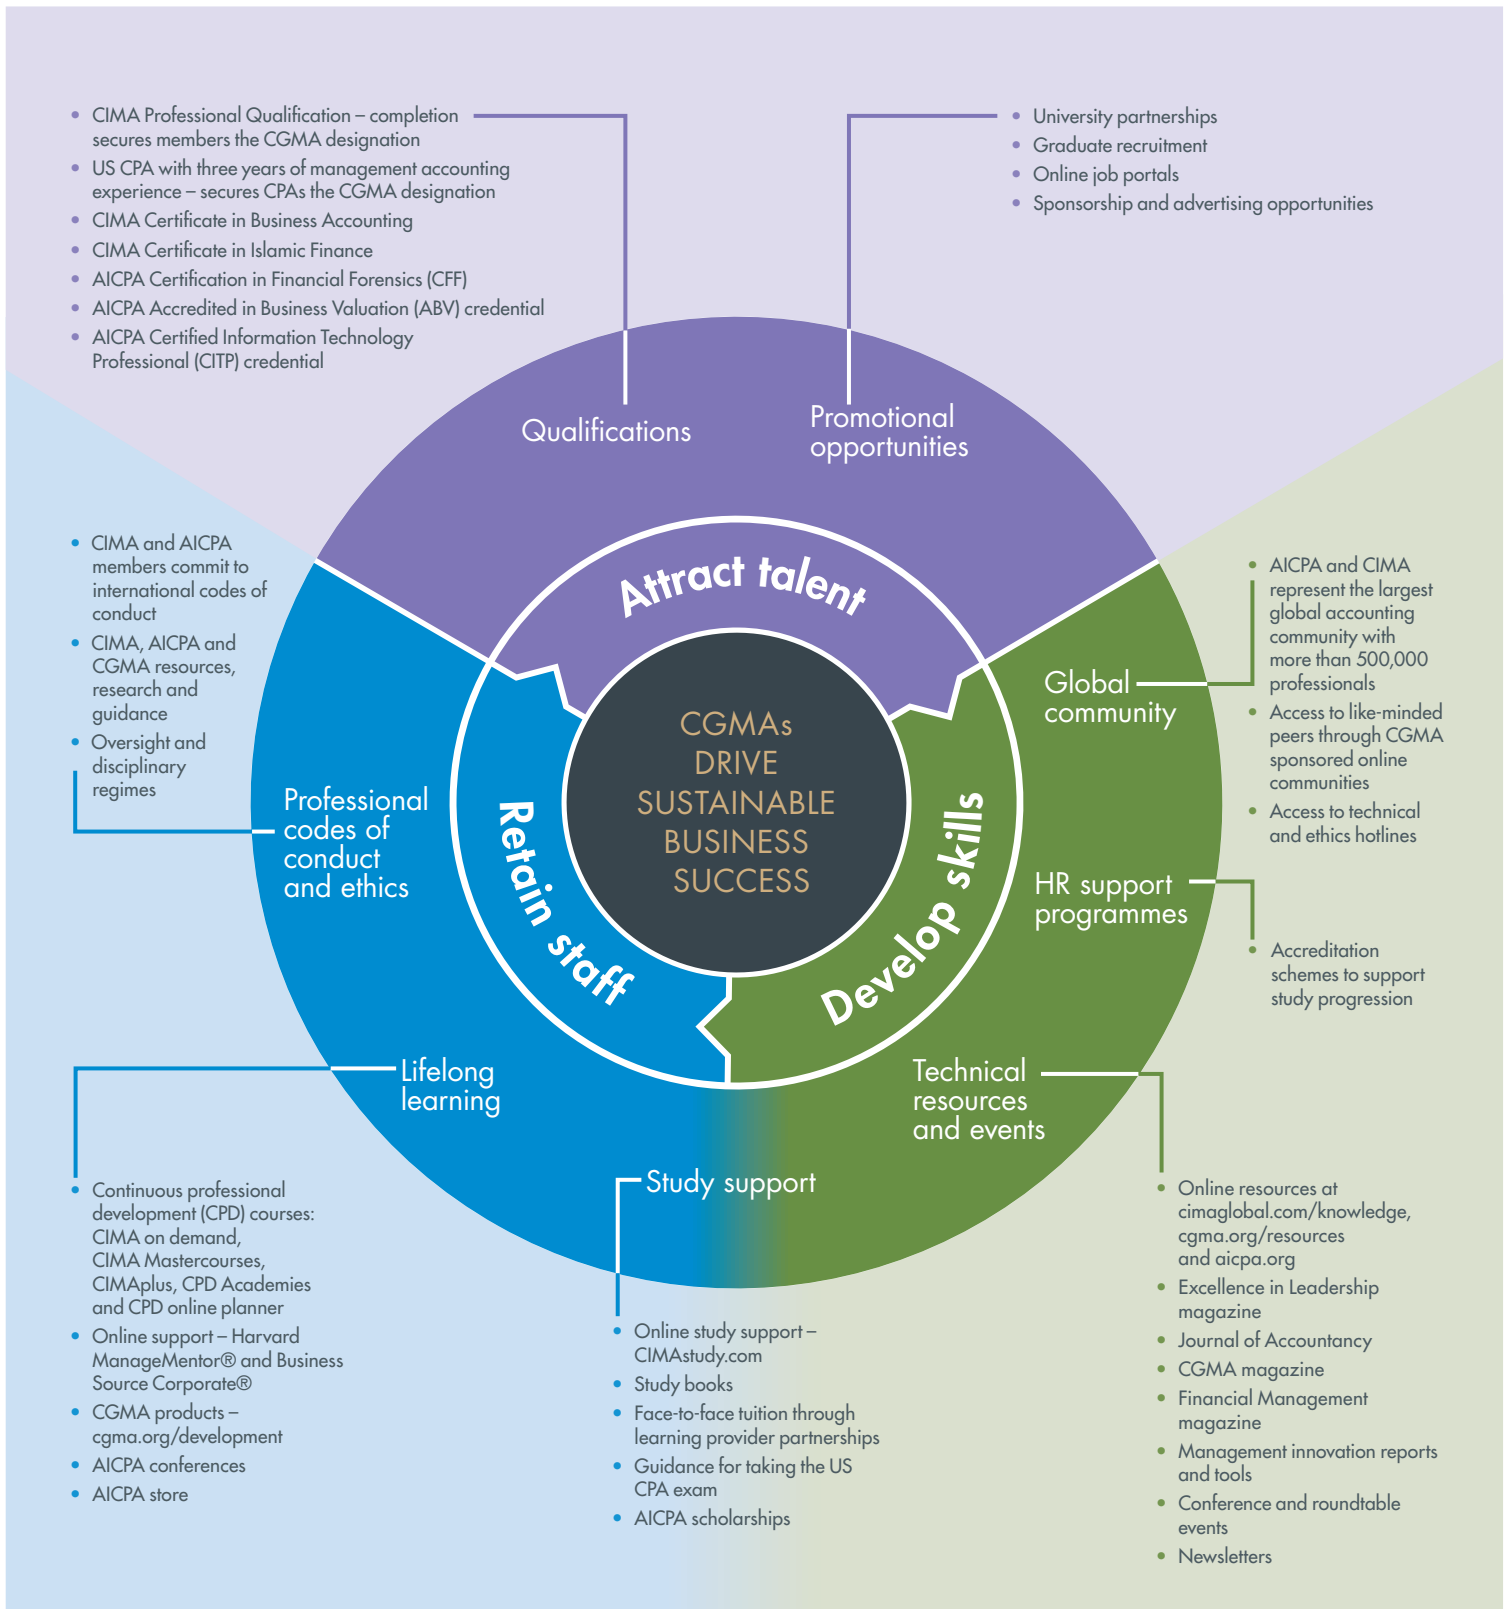 • CIMA Professional Qualification – completion
secures members the CGMA designation
• US CPA with three years of management accounting
experience – secures CPAs the CGMA designation
• CIMA Certificate in Business Accounting
• CIMA Certificate in Islamic Finance
• AICPA Certification in Financial Forensics (CFF)
• AICPA Accredited in Business Valuation (ABV) credential
• AICPA Certified Information Technology
Professional (CITP) credential
• University partnerships
• Graduate recruitment
• Online job portals
• Sponsorship and advertising opportunities
Qualifications
Promotional
opportunities
Attract talent
• CIMA and AICPA
members commit to
international codes of
conduct
• CIMA, AICPA and
CGMA resources,
research and
guidance
• Oversight and
disciplinary
regimes
Professional
codes of
conduct
and ethics
Retain staff
CGMAs
DRIVE
SUSTAINABLE
BUSINESS
SUCCESS
Develop skills
Global
community
• AICPA and CIMA
represent the largest
global accounting
community with
more than 500,000
professionals
• Access to like-minded
peers through CGMA
sponsored online
communities
• Access to technical
and ethics hotlines
HR support
programmes
• Accreditation
schemes to support
study progression
Lifelong
learning
Technical
resources
and events
Study support
• Continuous professional
development (CPD) courses:
CIMA on demand,
CIMA Mastercourses,
CIMAplus, CPD Academies
and CPD online planner
• Online support – Harvard
ManageMentor® and Business
Source Corporate®
• CGMA products –
cgma.org/development
• AICPA conferences
• AICPA store
• Online study support –
CIMAstudy.com
• Study books
• Face-to-face tuition through
learning provider partnerships
• Guidance for taking the US
CPA exam
• AICPA scholarships
• Online resources at
cimaglobal.com/knowledge,
cgma.org/resources
and aicpa.org
• Excellence in Leadership
magazine
• Journal of Accountancy
• CGMA magazine
• Financial Management
magazine
• Management innovation reports
and tools
• Conference and roundtable
events
• Newsletters